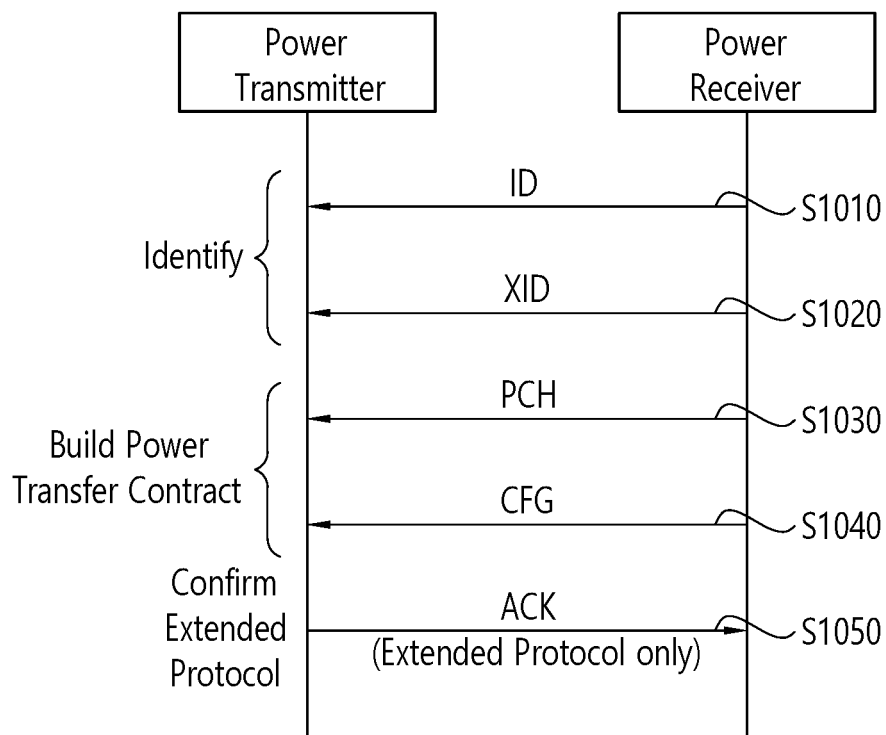 Power
Transmitter
Power
Receiver
ID
S1010
Identify
XID
S1020
PCH
S1030
Build Power
Transfer Contract
CFG
S1040
Confirm
Extended
Protocol
ACK
(Extended Protocol only)
S1050